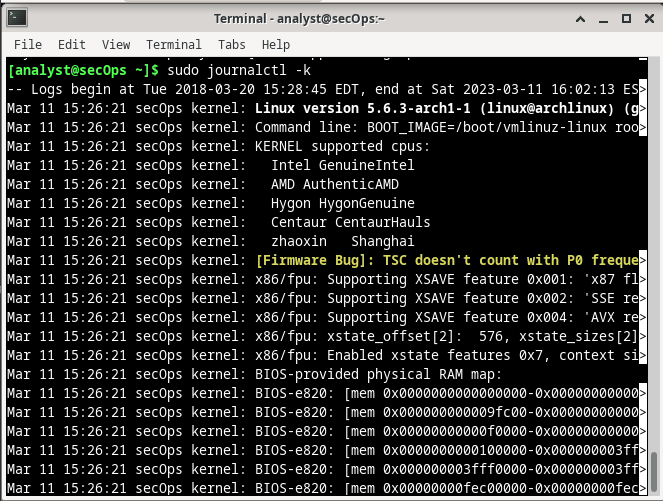 Terminal - analyst@secOps:~
File Edit View Terminal Tabs Help
[analyst@secOps ~]$ sudo journalctl -k
-- Logs begin at Tue 2018-03-20 15:28:45 EDT, end at Sat 2023-03-11 16:02:13 ES>
Mar 11 15:26:21 secOps kernel: Linux version 5.6.3-arch1-1 (linux@archlinux) (g>
Mar 11 15:26:21 secOps kernel: Command line: BOOT_IMAGE=/boot/vmlinuz-linux roo>
Mar 11 15:26:21 secOps kernel: KERNEL supported cpus:
Mar 11 15:26:21 secOps kernel:   Intel GenuineIntel
Mar 11 15:26:21 secOps kernel:   AMD AuthenticAMD
Mar 11 15:26:21 secOps kernel:   Hygon HygonGenuine
Mar 11 15:26:21 secOps kernel:   Centaur CentaurHauls
Mar 11 15:26:21 secOps kernel:   zhaoxin   Shanghai
Mar 11 15:26:21 secOps kernel: [Firmware Bug]: TSC doesn't count with P0 freque>
Mar 11 15:26:21 secOps kernel: x86/fpu: Supporting XSAVE feature 0x001: 'x87 fl>
Mar 11 15:26:21 secOps kernel: x86/fpu: Supporting XSAVE feature 0x002: 'SSE re>
Mar 11 15:26:21 secOps kernel: x86/fpu: Supporting XSAVE feature 0x004: 'AVX re>
Mar 11 15:26:21 secOps kernel: x86/fpu: xstate_offset[2]:  576, xstate_sizes[2]>
Mar 11 15:26:21 secOps kernel: x86/fpu: Enabled xstate features 0x7, context si>
Mar 11 15:26:21 secOps kernel: BIOS-provided physical RAM map:
Mar 11 15:26:21 secOps kernel: BIOS-e820: [mem 0x0000000000000000-0x00000000000>
Mar 11 15:26:21 secOps kernel: BIOS-e820: [mem 0x000000000009fc00-0x00000000000>
Mar 11 15:26:21 secOps kernel: BIOS-e820: [mem 0x00000000000f0000-0x00000000000>
Mar 11 15:26:21 secOps kernel: BIOS-e820: [mem 0x0000000000100000-0x000000003ff>
Mar 11 15:26:21 secOps kernel: BIOS-e820: [mem 0x000000003fff0000-0x000000003ff>
Mar 11 15:26:21 secOps kernel: BIOS-e820: [mem 0x00000000fec00000-0x00000000fec>